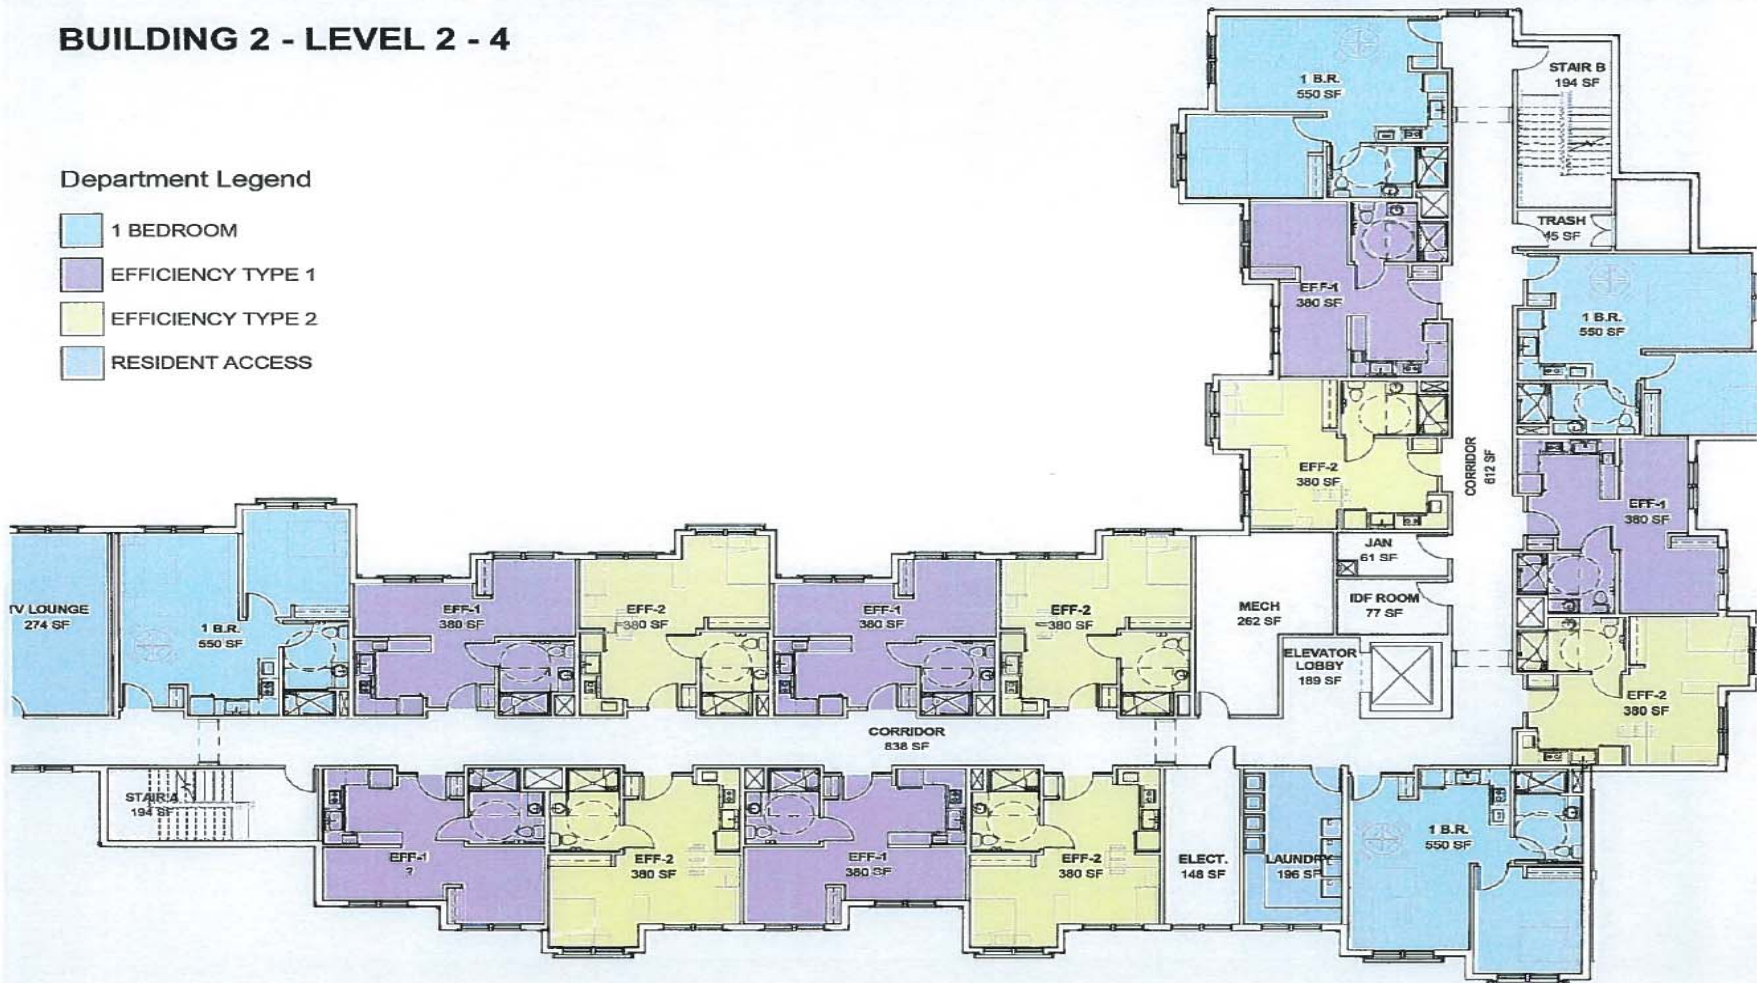 BUILDING 2 - LEVEL 2 - 4
Department Legend
1 BEDROOM
EFFICIENCY TYPE 1
EFFICIENCY TYPE 2
RESIDENT ACCESS
1 B.R.
550 SF
STAIR B
194 SF
TRASH
45 SF
EFF-1
380 SF
1 B.R.
550 SF
EFF-2
380 SF
CORRIDOR
612 SF
EFF-1
380 SF
JAN
61 SF
IDF ROOM
77 SF
MECH
262 SF
ELEVATOR
LOBBY
189 SF
EFF-2
380 SF
TV LOUNGE
274 SF
1 B.R.
550 SF
EFF-1
380 SF
EFF-2
380 SF
EFF-1
380 SF
EFF-2
380 SF
CORRIDOR
838 SF
STAIR A
194 SF
EFF-1
?
EFF-2
380 SF
EFF-1
380 SF
EFF-2
380 SF
ELECT.
148 SF
LAUNDRY
196 SF
1 B.R.
550 SF